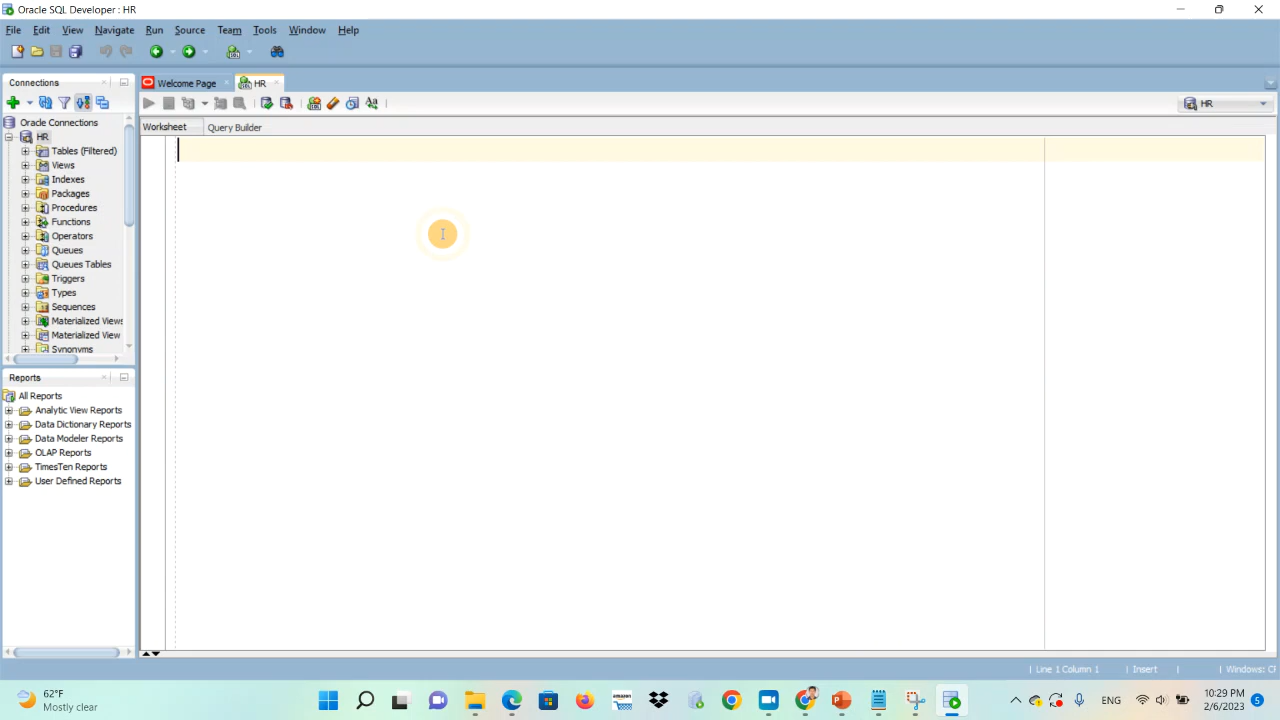 Oracle SQL Developer : HR
File Edit View Navigate Run Source Team Tools Window Help
Connections
Welcome Page
HR
HR
Worksheet
Query Builder
Oracle Connections
HR
Tables (Filtered)
Views
Indexes
Packages
Procedures
Functions
Operators
Queues
Queues Tables
Triggers
Types
Sequences
Materialized Views
Materialized View
Synonyms
Reports
All Reports
Analytic View Reports
Data Dictionary Reports
Data Modeler Reports
OLAP Reports
TimesTen Reports
User Defined Reports
Line 1 Column 1
Insert
Windows: C
62°F
Mostly clear
amazon
ENG
10:29 PM
2/6/2023
5